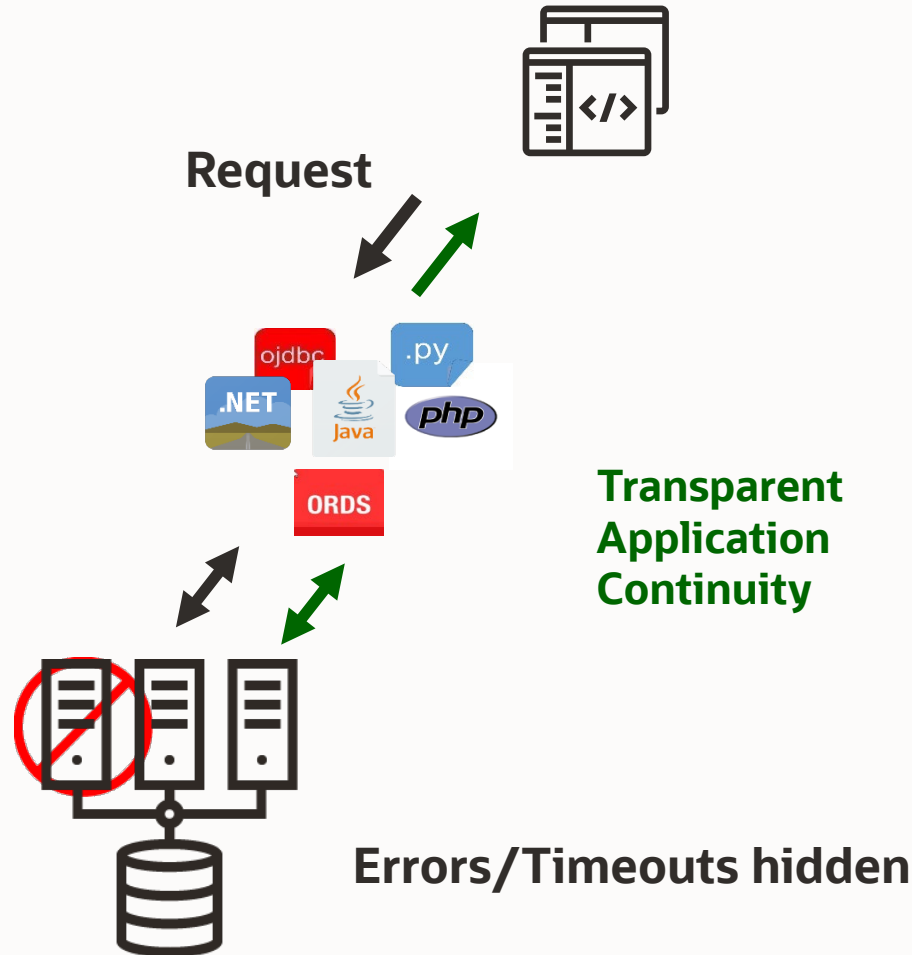 </>
Request
ojdbc
.py
.NET
Java
php
ORDS
Transparent
Application
Continuity
Errors/Timeouts hidden